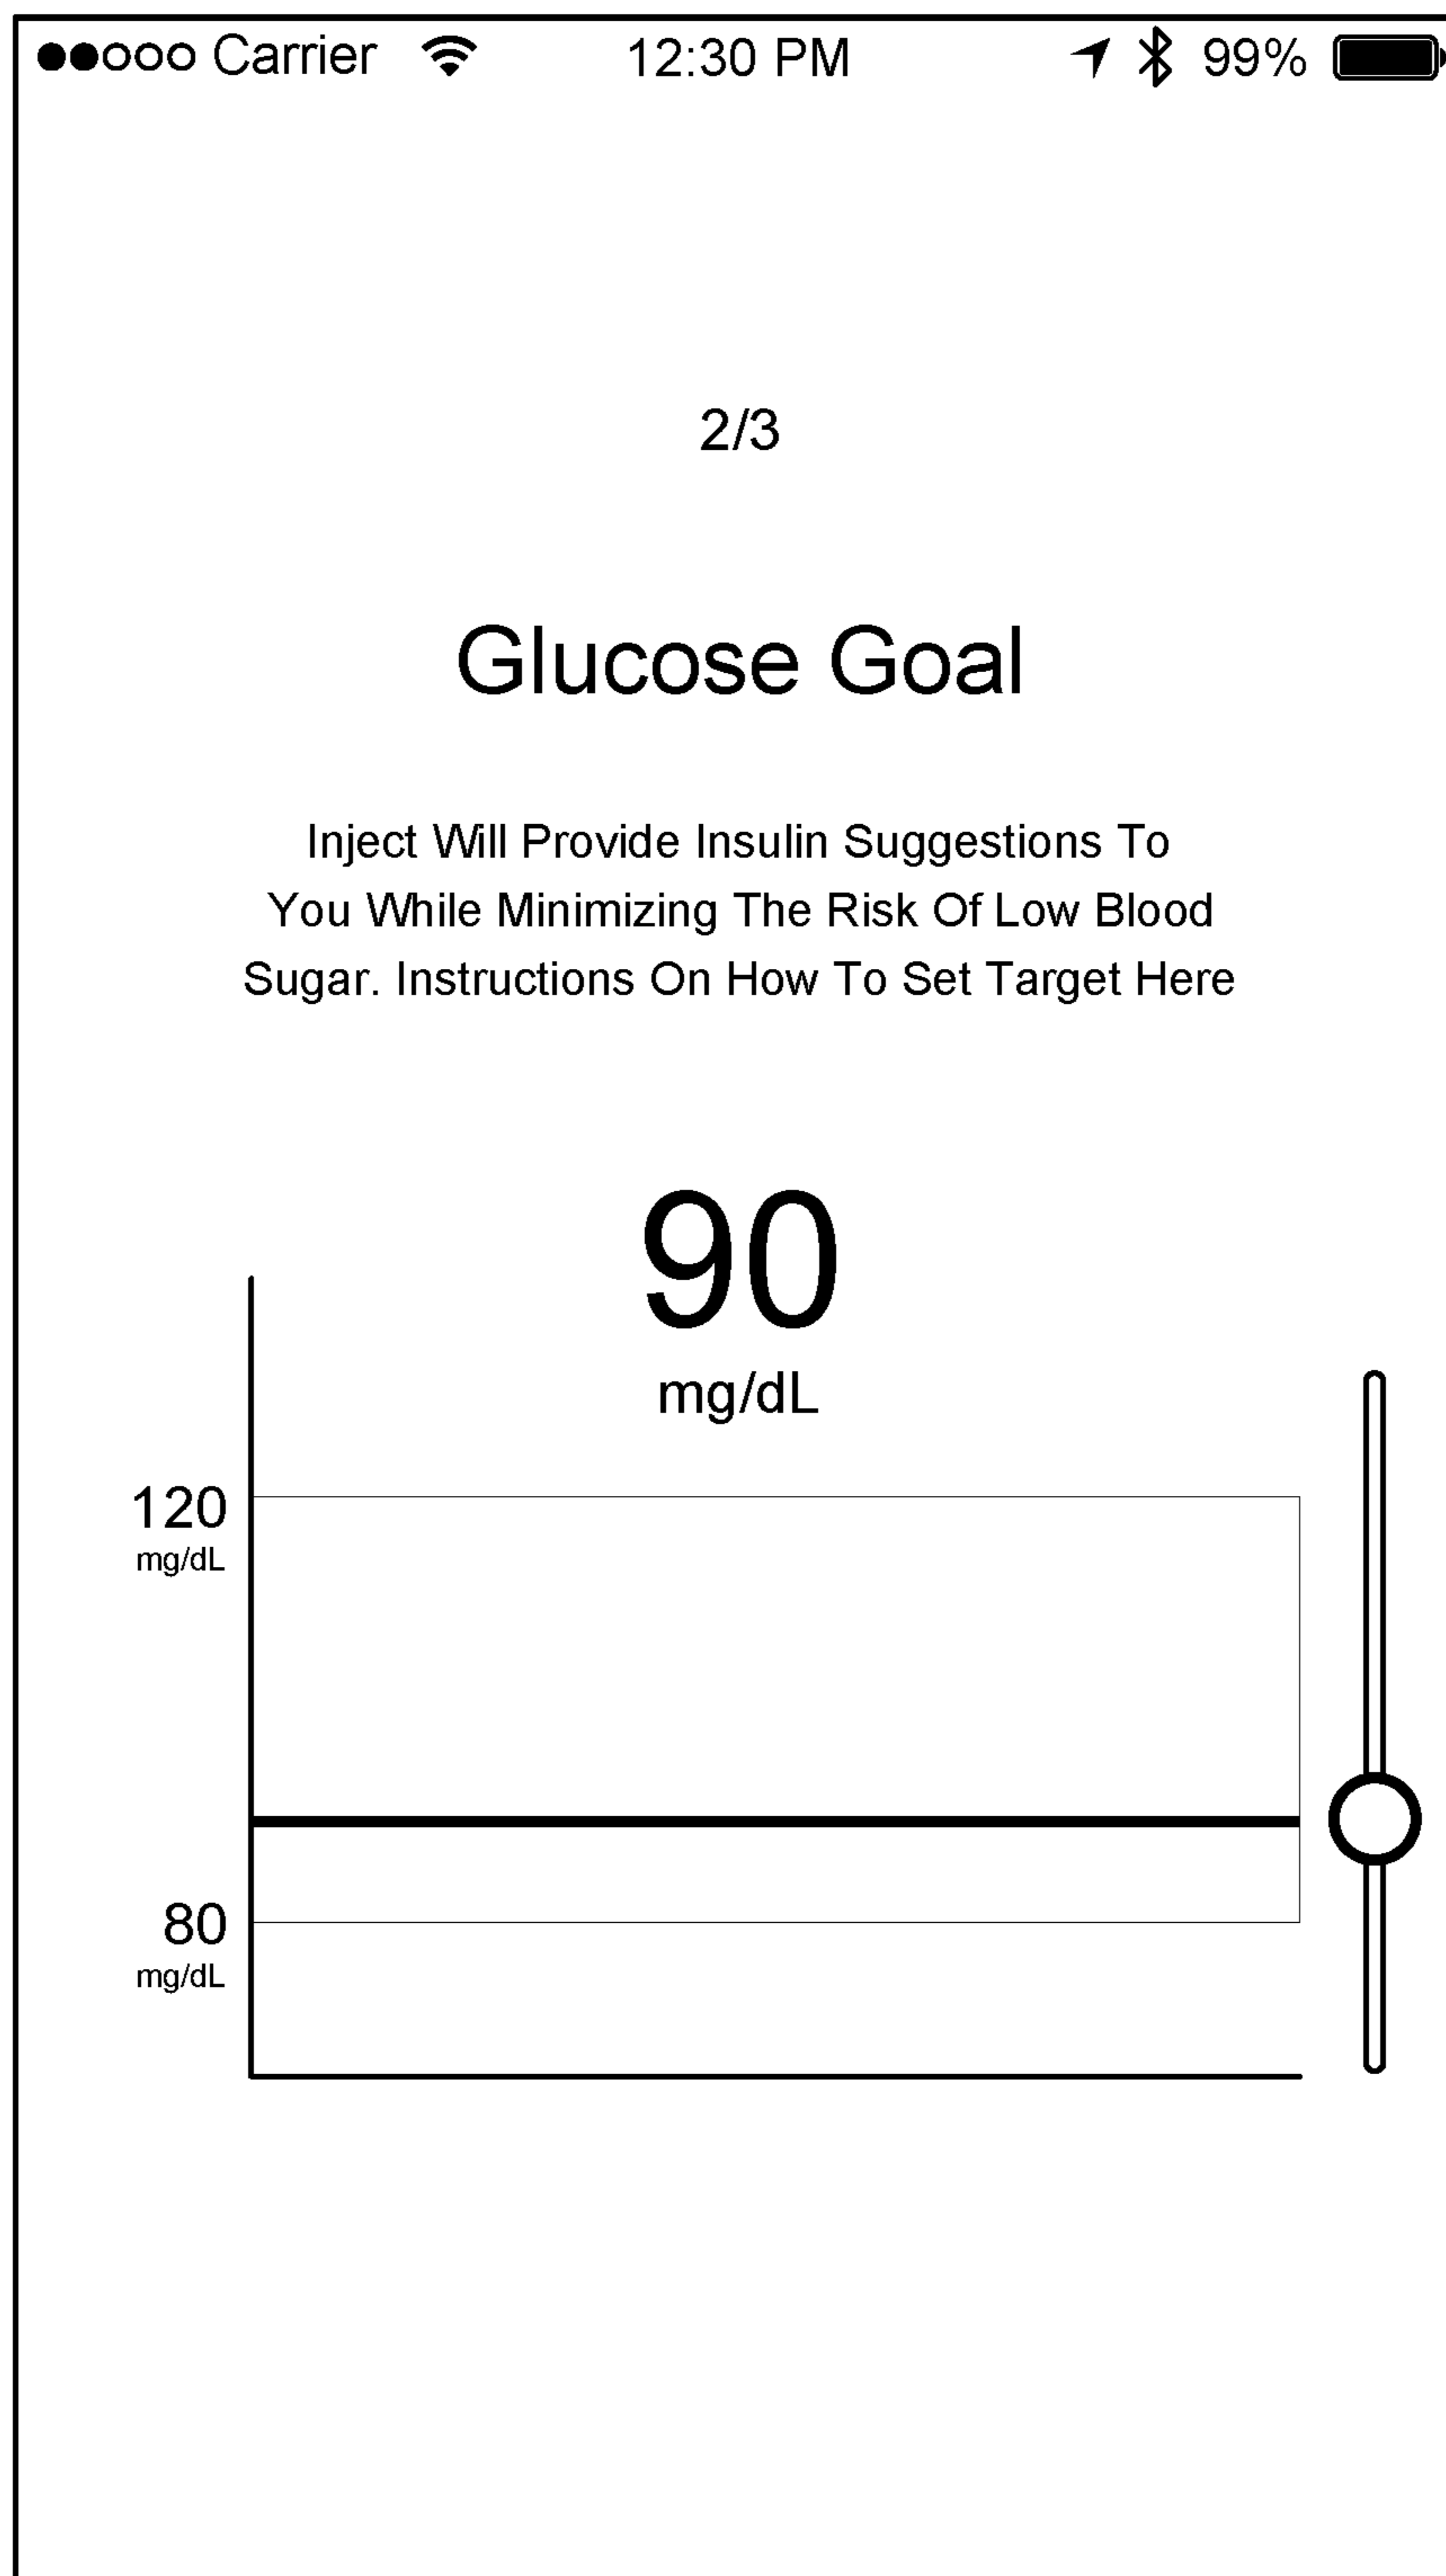 Carrier 12:30 PM 99%
2/3
Glucose Goal
Inject Will Provide Insulin Suggestions To
You While Minimizing The Risk Of Low Blood
Sugar. Instructions On How To Set Target Here
90
mg/dL
120
mg/dL
80
mg/dL